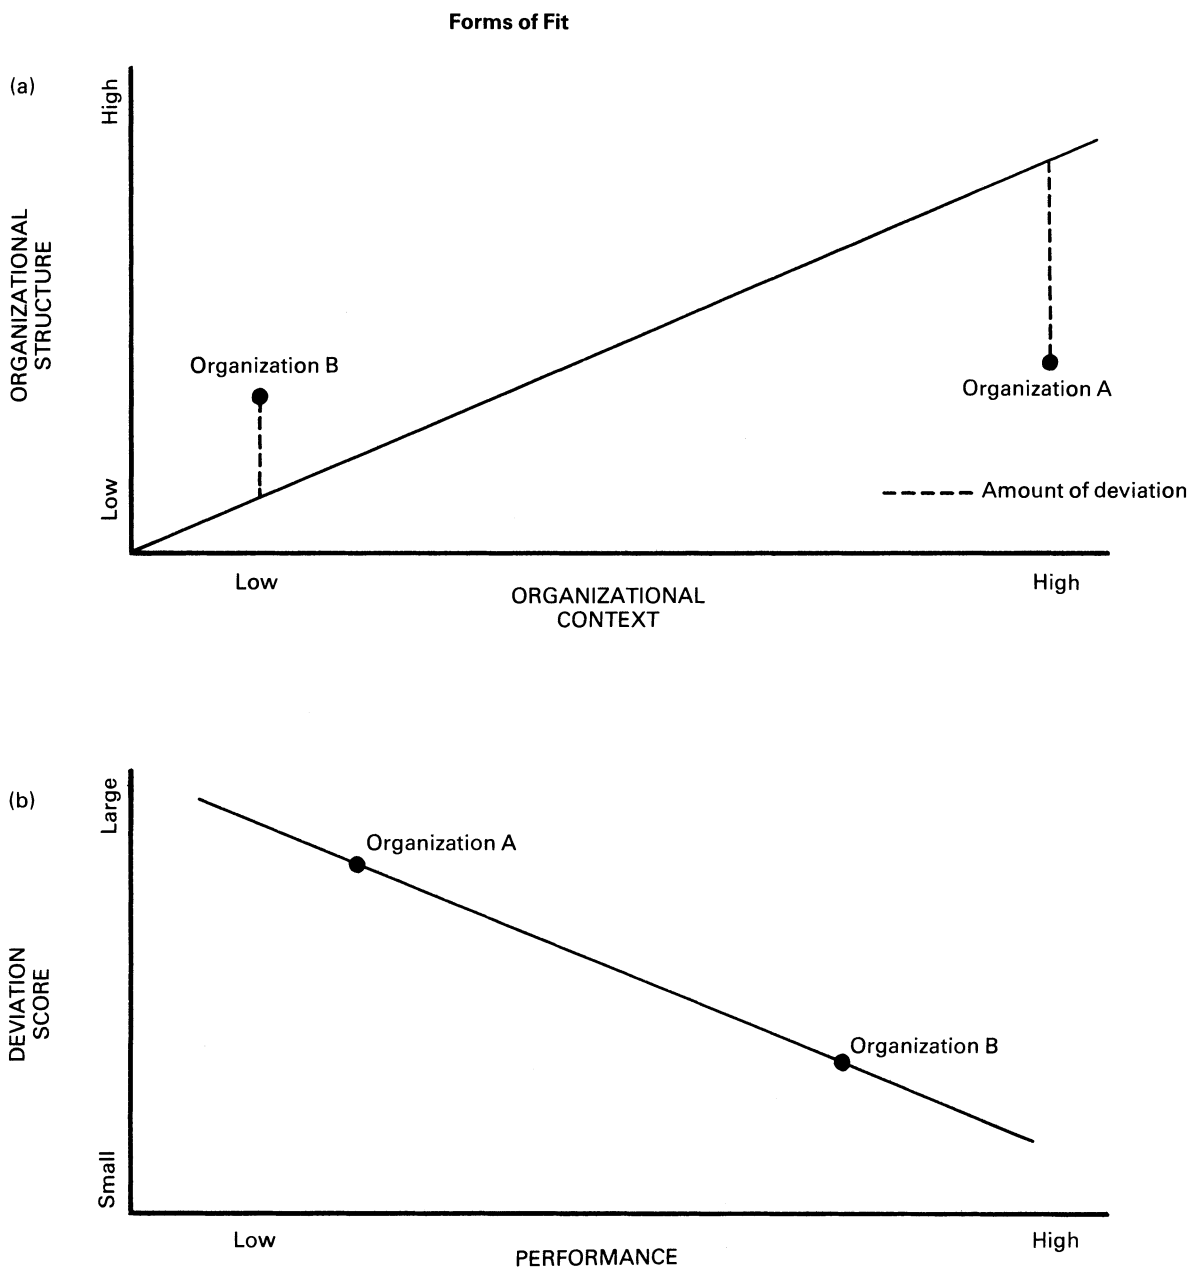 Forms of Fit
(a)
High
ORGANIZATIONAL
STRUCTURE
Low
Organization B
Organization A
Amount of deviation
Low
High
ORGANIZATIONAL
CONTEXT
(b)
Large
DEVIATION
SCORE
Small
Organization A
Organization B
Low
High
PERFORMANCE